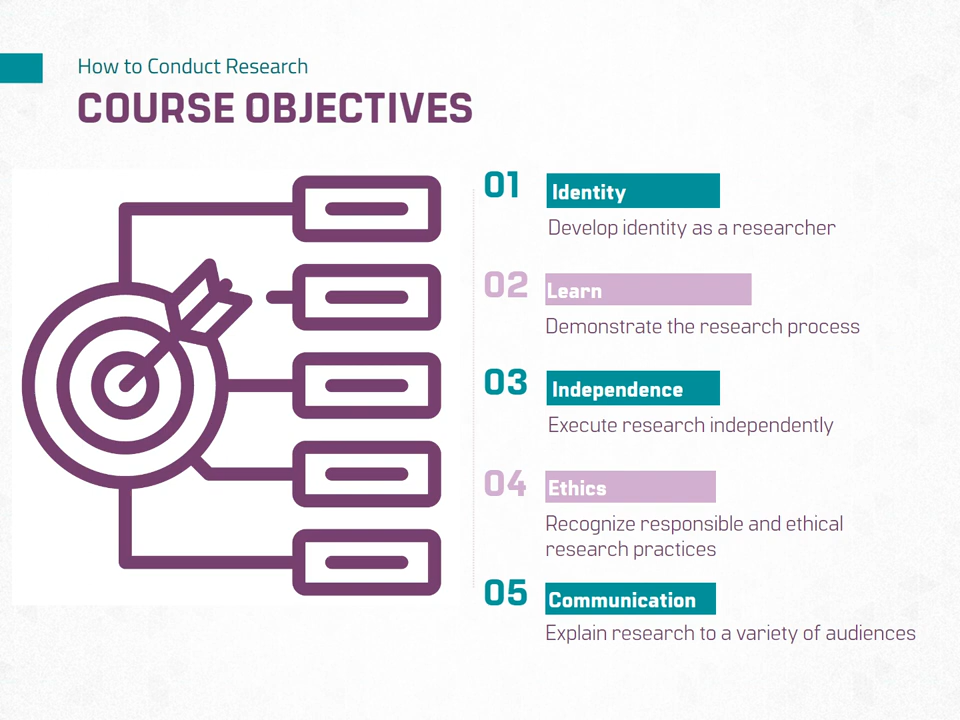 How to Conduct Research
COURSE OBJECTIVES
01
Identity
Develop identity as a researcher
02
Learn
Demonstrate the research process
03
Independence
Execute research independently
04
Ethics
Recognize responsible and ethical
research practices
05
Communication
Explain research to a variety of audiences